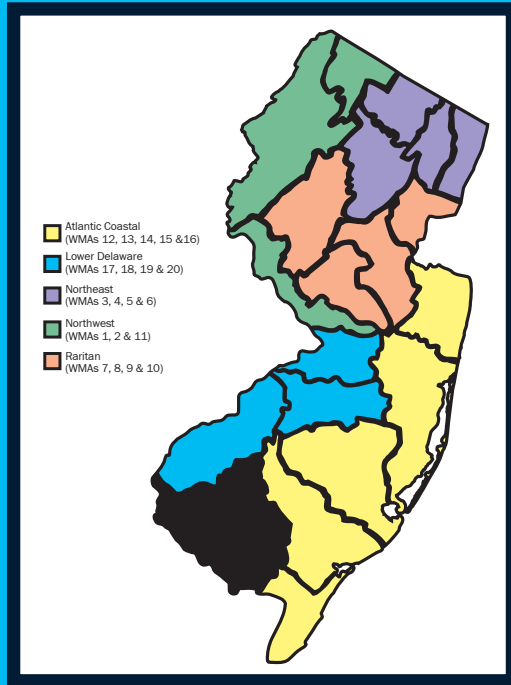 Atlantic Coastal
(WMAs 12, 13, 14, 15 &16)
Lower Delaware
(WMAs 17, 18, 19 & 20)
Northeast
(WMAs 3, 4, 5 & 6)
Northwest
(WMAs 1, 2 & 11)
Raritan
(WMAs 7, 8, 9 & 10)